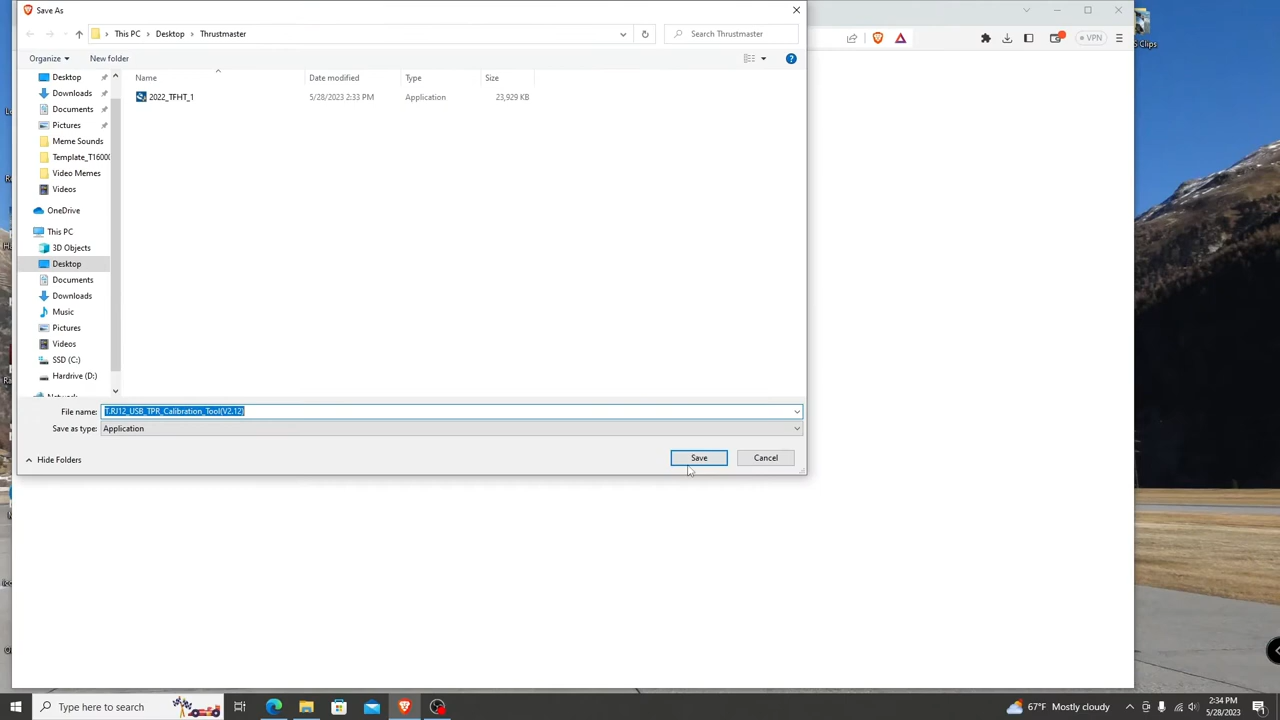 Save As
This PC Desktop Thrustmaster Search Thrustmaster
Organize New folder
VPN
Clips
Name Date modified Type Size
2022_TFHT_1 5/28/2023 2:33 PM Application 23,929 KB
Desktop
Downloads
Documents
Pictures
Meme Sounds
Template_T1600
Video Memes
Videos
OneDrive
This PC
3D Objects
Desktop
Documents
Downloads
Music
Pictures
Videos
SSD (C:)
Hardrive (D:)
Network
File name: T.RJ12_USB_TPR_Calibration_Tool(V2.12)
Save as type: Application
Hide Folders Save Cancel
Type here to search
67°F Mostly cloudy
2:34 PM
5/28/2023
1